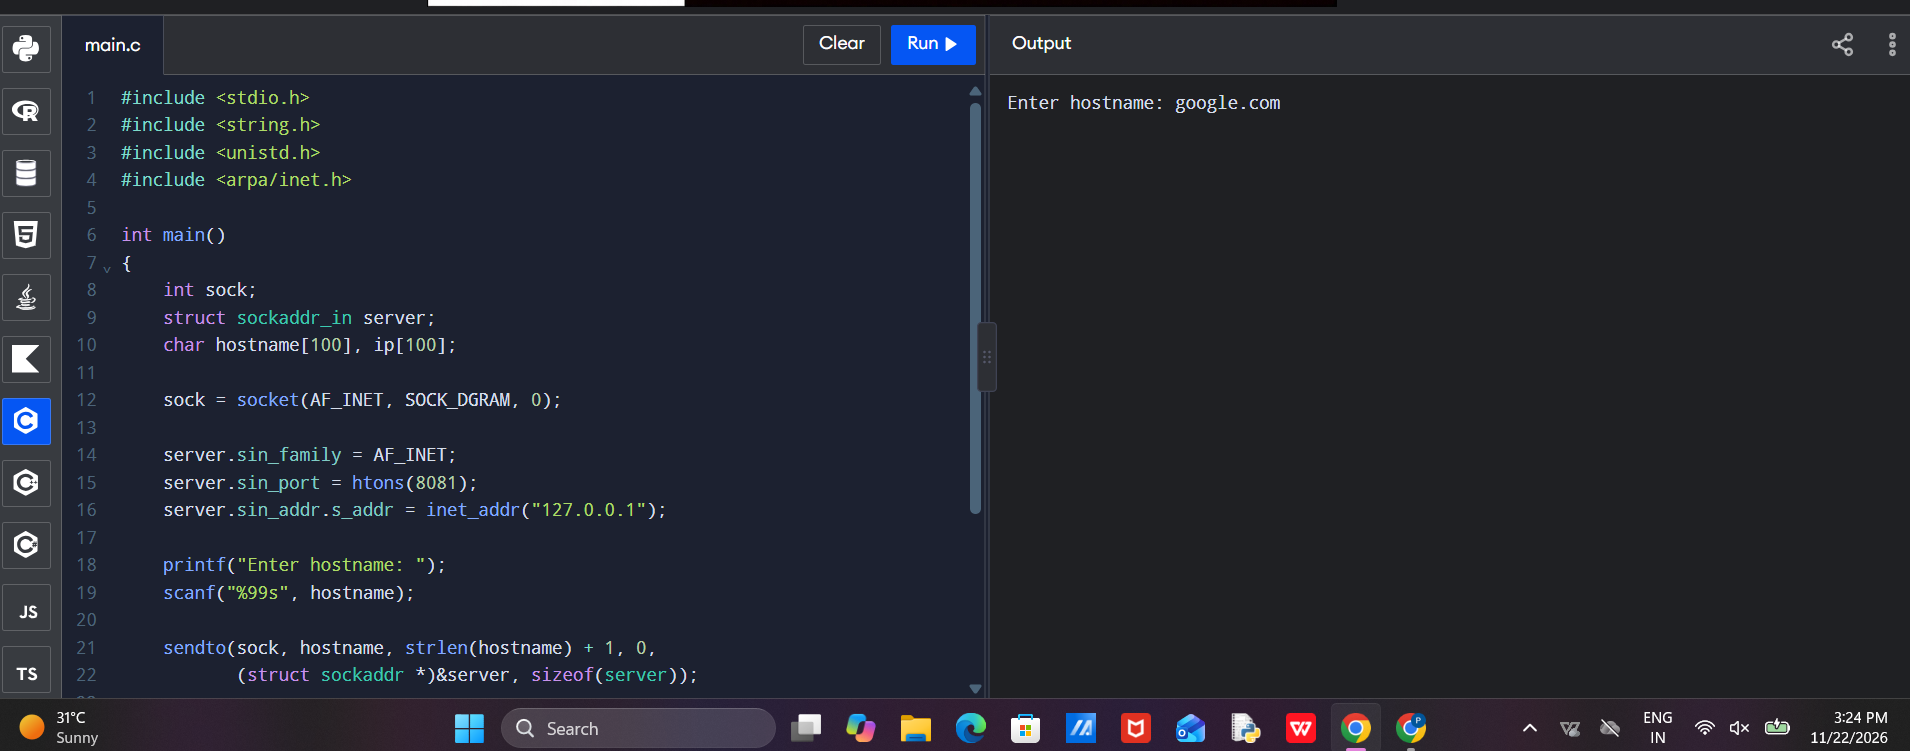 main.c
Clear
Run
Output
1 #include <stdio.h>
2 #include <string.h>
3 #include <unistd.h>
4 #include <arpa/inet.h>
5
6 int main()
7 {
8 int sock;
9 struct sockaddr_in server;
10 char hostname[100], ip[100];
11
12 sock = socket(AF_INET, SOCK_DGRAM, 0);
13
14 server.sin_family = AF_INET;
15 server.sin_port = htons(8081);
16 server.sin_addr.s_addr = inet_addr("127.0.0.1");
17
18 printf("Enter hostname: ");
19 scanf("%99s", hostname);
20
21 sendto(sock, hostname, strlen(hostname) + 1, 0,
22 (struct sockaddr *)&server, sizeof(server));
Enter hostname: google.com
JS
TS
31°C
Sunny
Search
ENG
IN
3:24 PM
11/22/2026